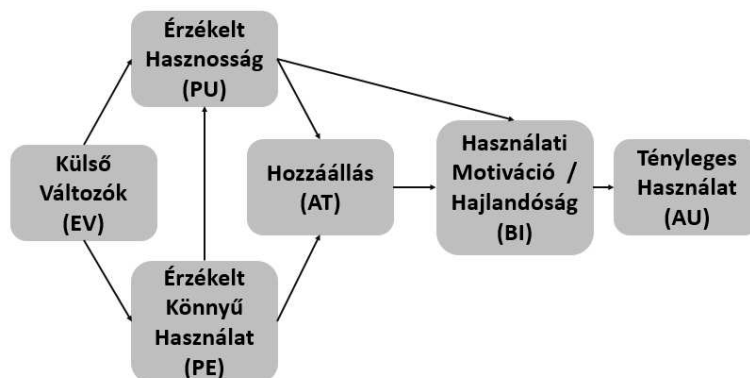 Érzékelt
Hasznosság
(PU)
Külső
Változók
(EV)
Hozzáállás
(AT)
Használati
Motiváció /
Hajlandóság
(BI)
Tényleges
Használat
(AU)
Érzékelt
Könnyű
Használat
(PE)